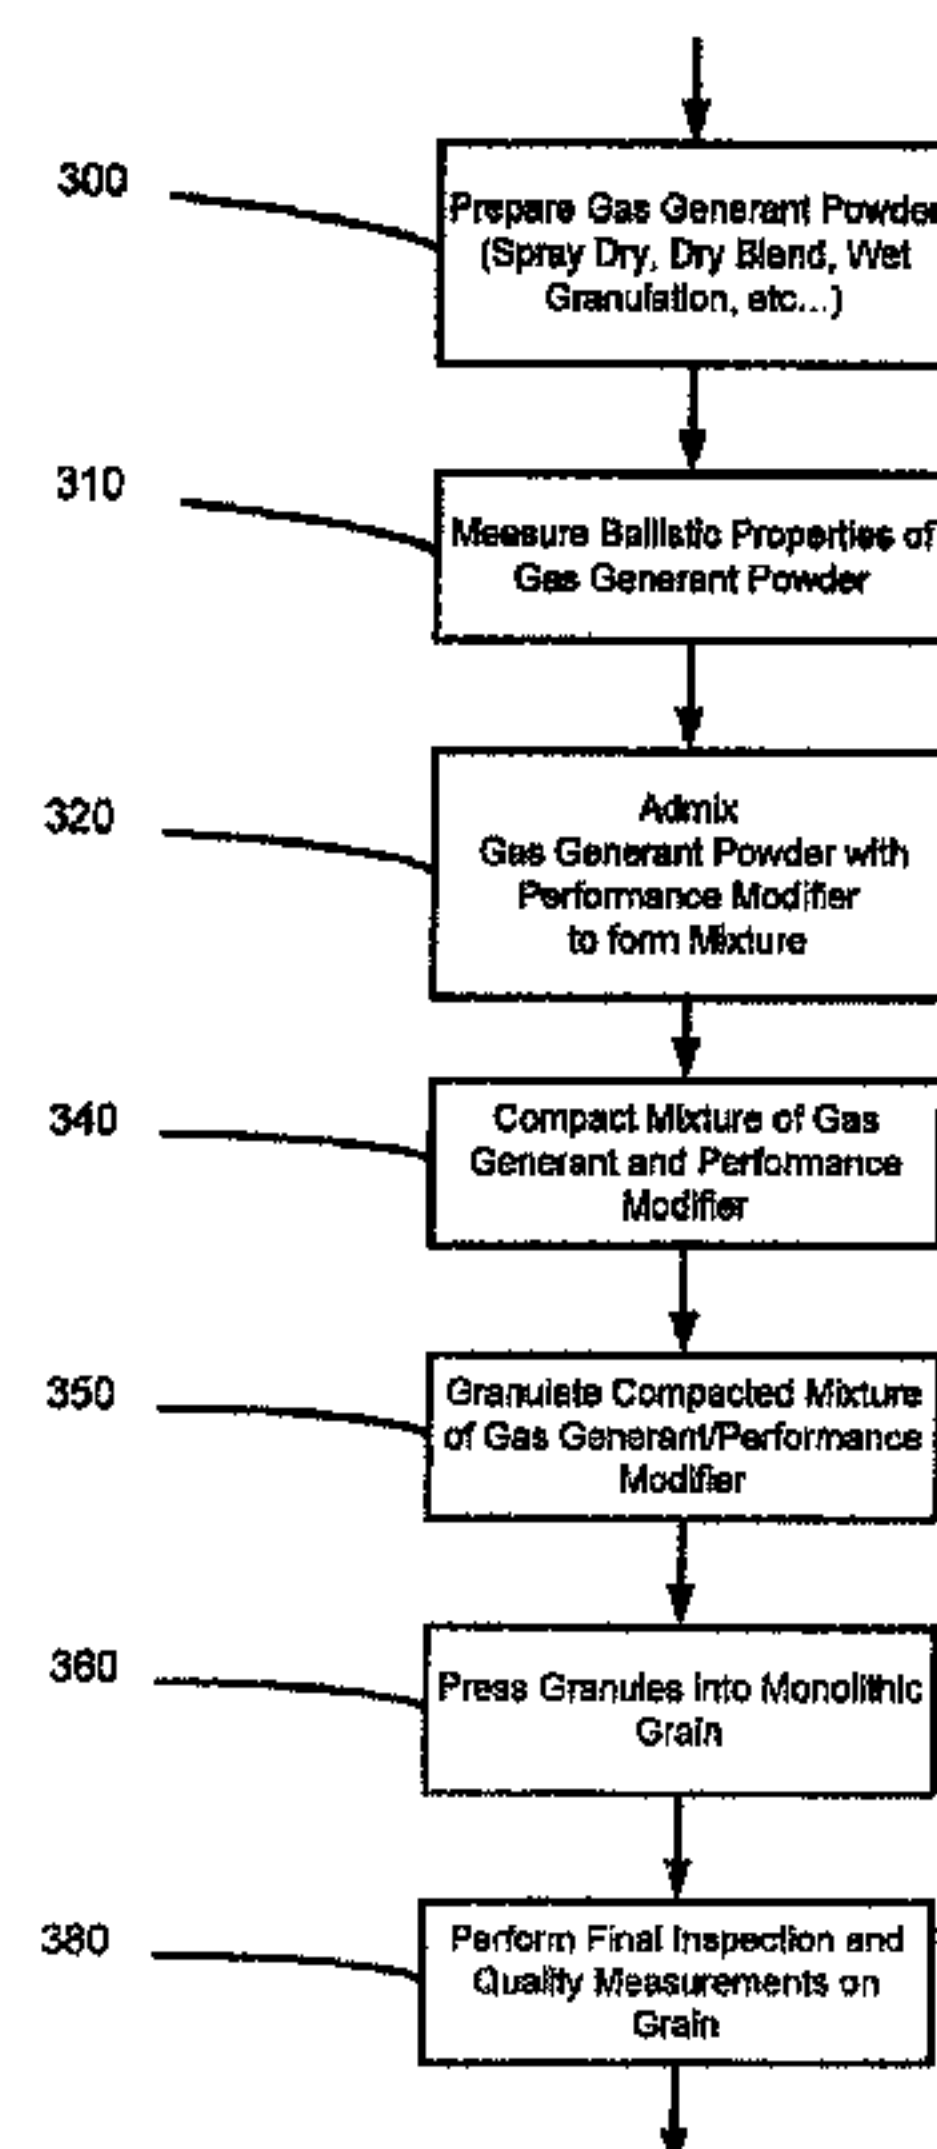 300
Prepare Gas Generant Powder
(Spray Dry, Dry Blend, Wet
Granulation, etc...)
310
Measure Ballistic Properties of
Gas Generant Powder
320
Admix
Gas Generant Powder with
Performance Modifier
to form Mixture
340
Compact Mixture of Gas
Generant and Performance
Modifier
350
Granulate Compacted Mixture
of Gas Generant/Performance
Modifier
360
Press Granules into Monolithic
Grain
380
Perform Final Inspection and
Quality Measurements on
Grain